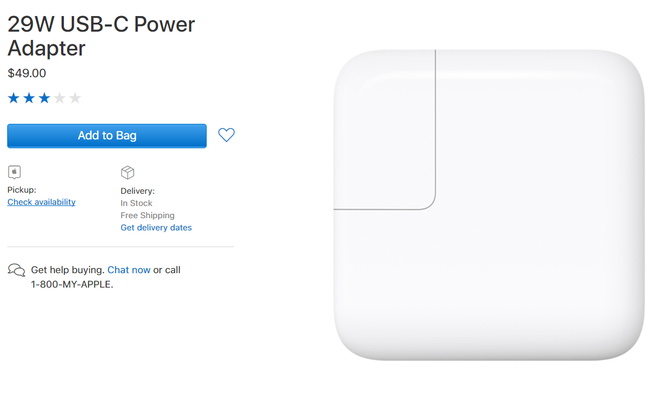 29W USB-C Power
Adapter
$49.00
Add to Bag
Pickup:
Check availability
Delivery:
In Stock
Free Shipping
Get delivery dates
Get help buying. Chat now or call
1-800-MY-APPLE.